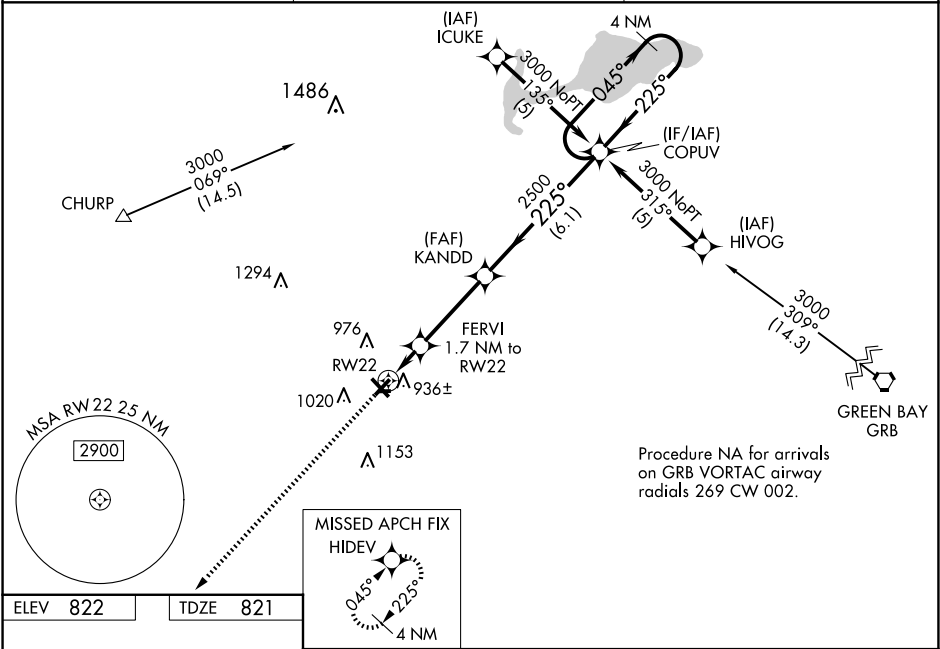 (IAF)
ICUKE
4 NM
3000 NoPT
135°
(5)
045°
225°
1486
(IF/IAF)
COPUV
3000
069°
(14.5)
CHURP
2500
225°
(6.1)
3000 NoPT
315°
(5)
(IAF)
HIVOG
(FAF)
KANDD
1294
3000
309°
(14.3)
976
FERVI
1.7 NM to
RW22
RW22
936±
1020
GREEN BAY
GRB
MSA RW22 25 NM
2900
1153
Procedure NA for arrivals
on GRB VORTAC airway
radials 269 CW 002.
MISSED APCH FIX
HIDEV
045°
225°
4 NM
ELEV 822
TDZE 821